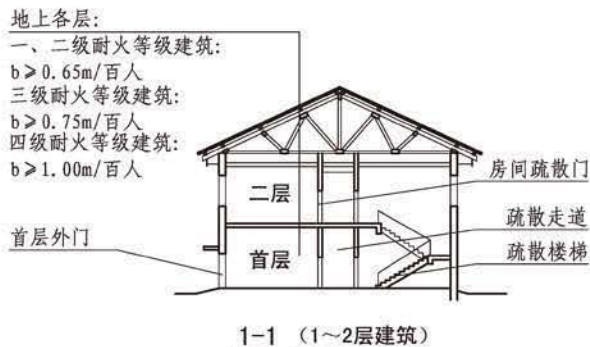 地上各层:
一、二级耐火等级建筑:
b≥0.65m/百人
三级耐火等级建筑:
b≥0.75m/百人
四级耐火等级建筑:
b≥1.00m/百人
房间疏散门
二层
疏散走道
首层外门
首层
疏散楼梯
1-1 (1～2层建筑)